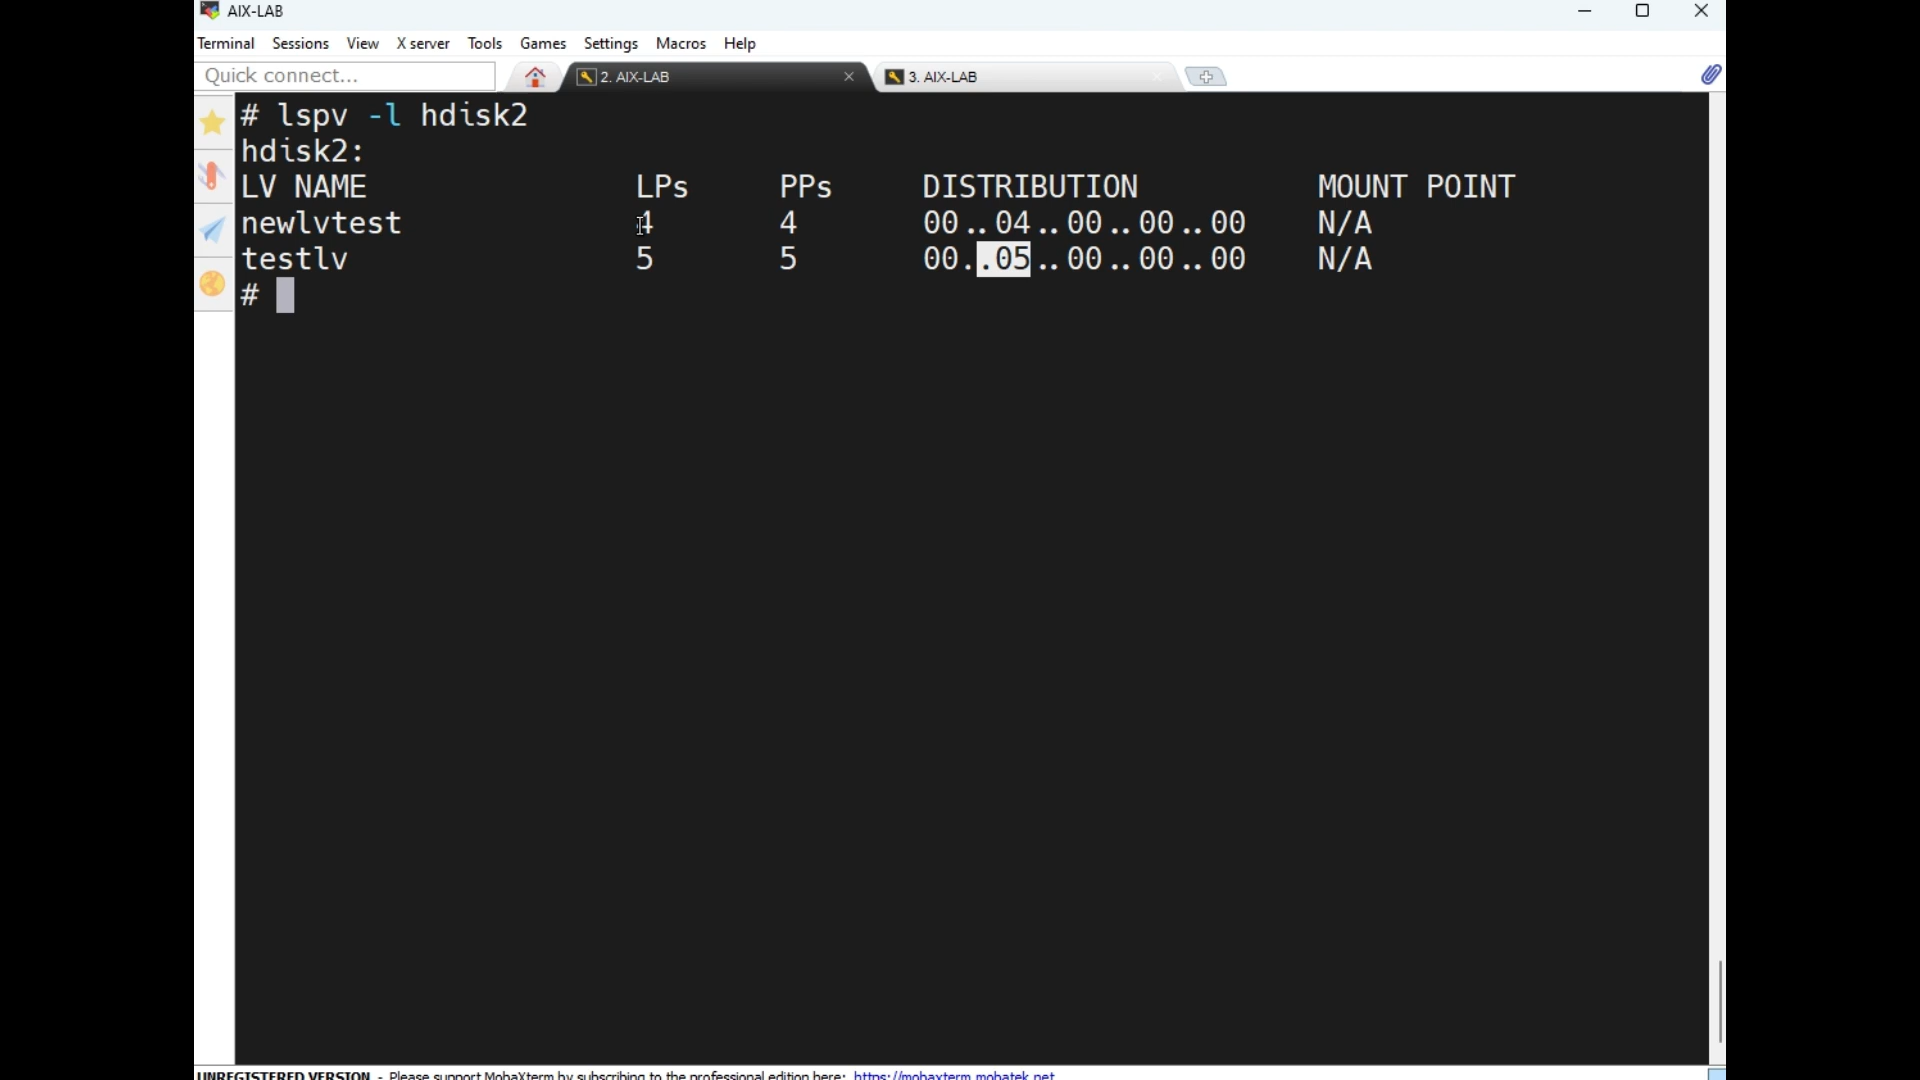 AIX-LAB
Terminal Sessions View X server Tools Games Settings Macros Help
Quick connect... 2. AIX-LAB 3. AIX-LAB
# lspv -l hdisk2
hdisk2:
LV NAME LPs PPs DISTRIBUTION MOUNT POINT
newlvtest 4 4 00..04..00..00..00 N/A
testlv 5 5 00..05..00..00..00 N/A
#
UNREGISTERED VERSION - Please support MobaXterm by subscribing to the professional edition here: https://mobaxterm.mobatek.net